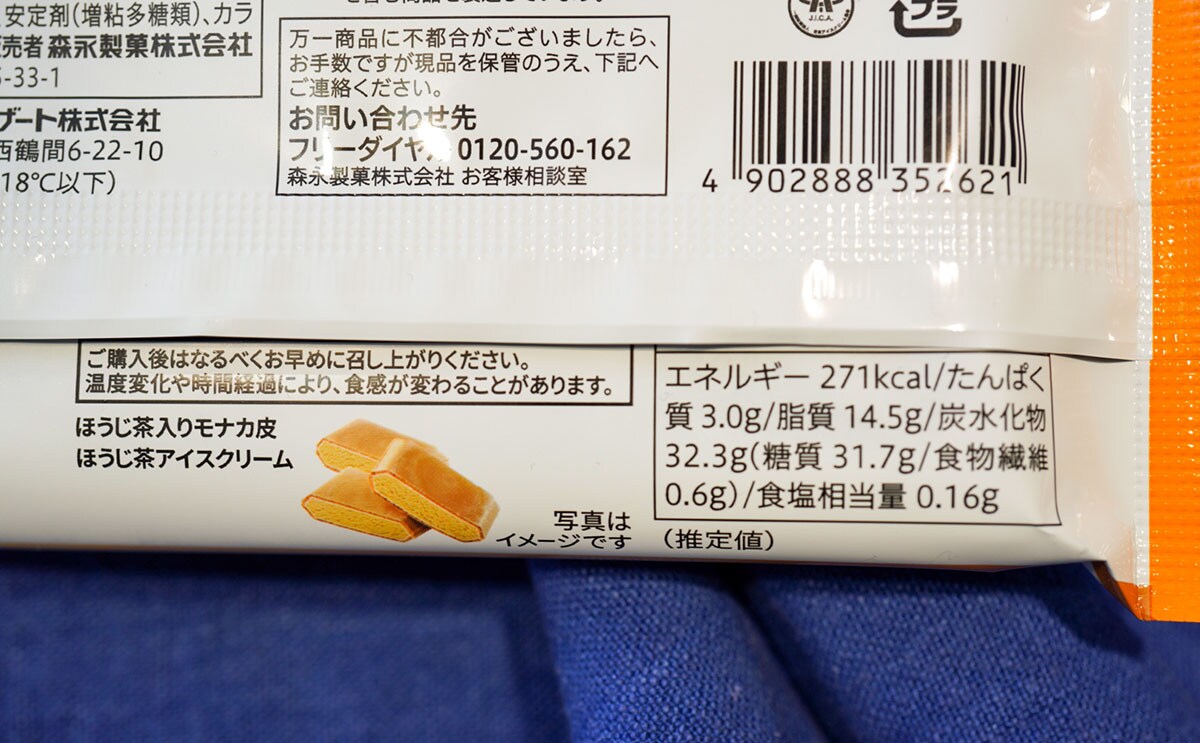 安定剤(増粘多糖類)、カラ
売者 森永製菓株式会社
-33-1
ゲート株式会社
西鶴間6-22-10
18℃以下)
万一商品に不都合がございましたら、
お手数ですが現品を保管のうえ、下記へ
ご連絡ください。
お問い合わせ先
フリーダイヤル 0120-560-162
森永製菓株式会社 お客様相談室
J.I.C.A.
プラ
4 902888 352621
ご購入後はなるべくお早めに召し上がりください。
温度変化や時間経過により、食感が変わることがあります。
ほうじ茶入りモナカ皮
ほうじ茶アイスクリーム
写真は
イメージです
エネルギー 271kcal/たんぱく
質 3.0g/脂質 14.5g/炭水化物
32.3g(糖質 31.7g/食物繊維
0.6g)/食塩相当量 0.16g
(推定値)